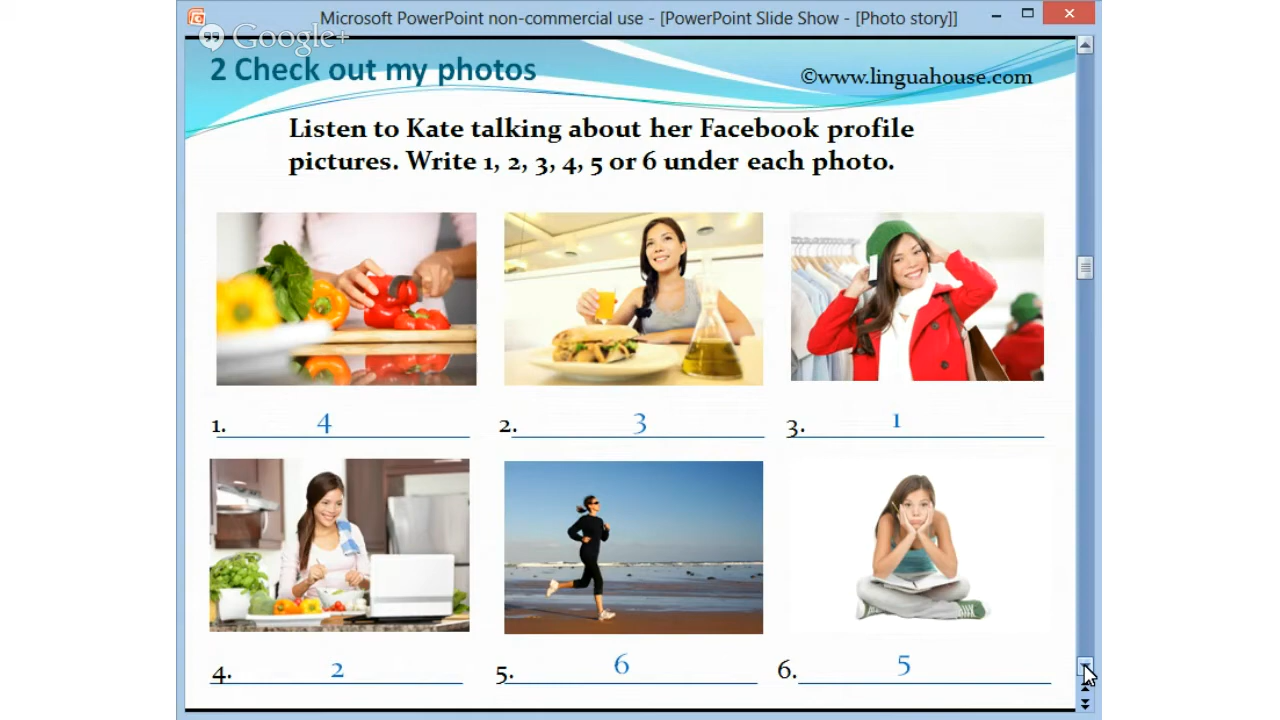 Microsoft PowerPoint non-commercial use - [PowerPoint Slide Show - [Photo story]]
Google+
2 Check out my photos
©www.linguahouse.com
Listen to Kate talking about her Facebook profile
pictures. Write 1, 2, 3, 4, 5 or 6 under each photo.
1. 4
2. 3
3. 1
4. 2
5. 6
6. 5